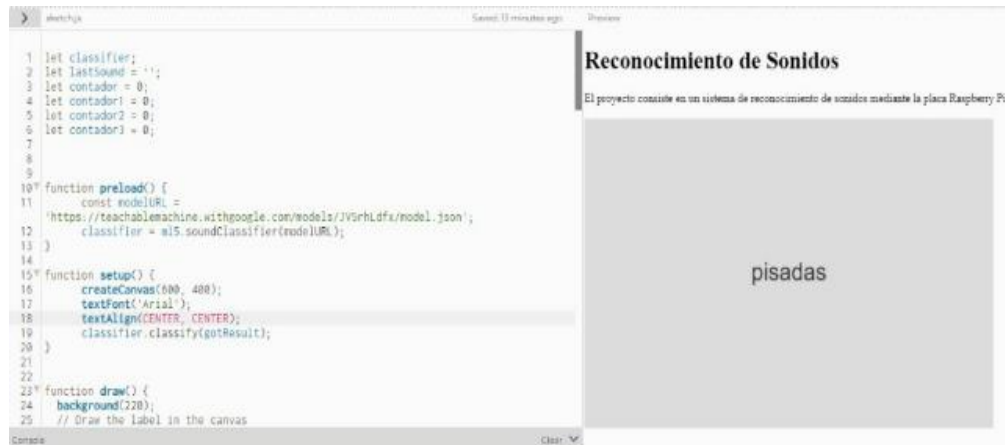 sketch.js
Saved: 13 minutes ago
Preview
1 let classifier;
2 let lastSound = '';
3 let contador = 0;
4 let contador1 = 0;
5 let contador2 = 0;
6 let contador3 = 0;
7
8
9
10 function preload() {
11 const modelURL =
'https://teachablemachine.withgoogle.com/models/JVSrhLdfx/model.json';
12 classifier = ml5.soundClassifier(modelURL);
13 }
14
15 function setup() {
16 createCanvas(600, 400);
17 textFont('Arial');
18 textAlign(CENTER, CENTER);
19 classifier.classify(gotResult);
20 }
21
22
23 function draw() {
24 background(220);
25 // Draw the label in the canvas
Console
Clear
Reconocimiento de Sonidos
El proyecto consiste en un sistema de reconocimiento de sonidos mediante la placa Raspberry Pi
pisadas